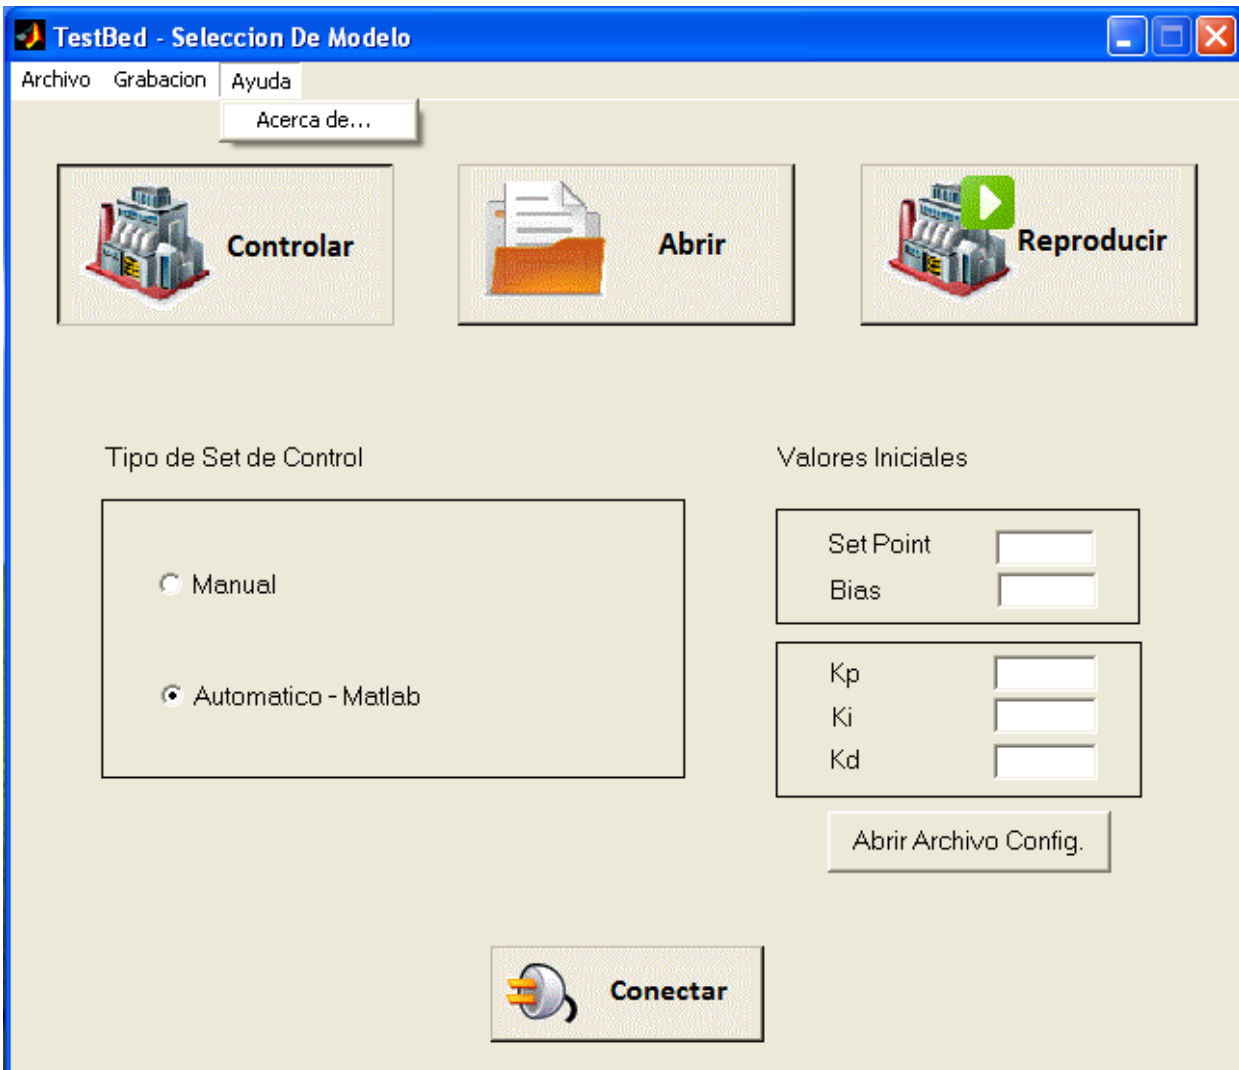 TestBed - Seleccion De Modelo
Archivo Grabacion Ayuda
Acerca de...
Controlar
Abrir
Reproducir
Tipo de Set de Control
Manual
Automatico - Matlab
Valores Iniciales
Set Point
Bias
Kp
Ki
Kd
Abrir Archivo Config.
Conectar